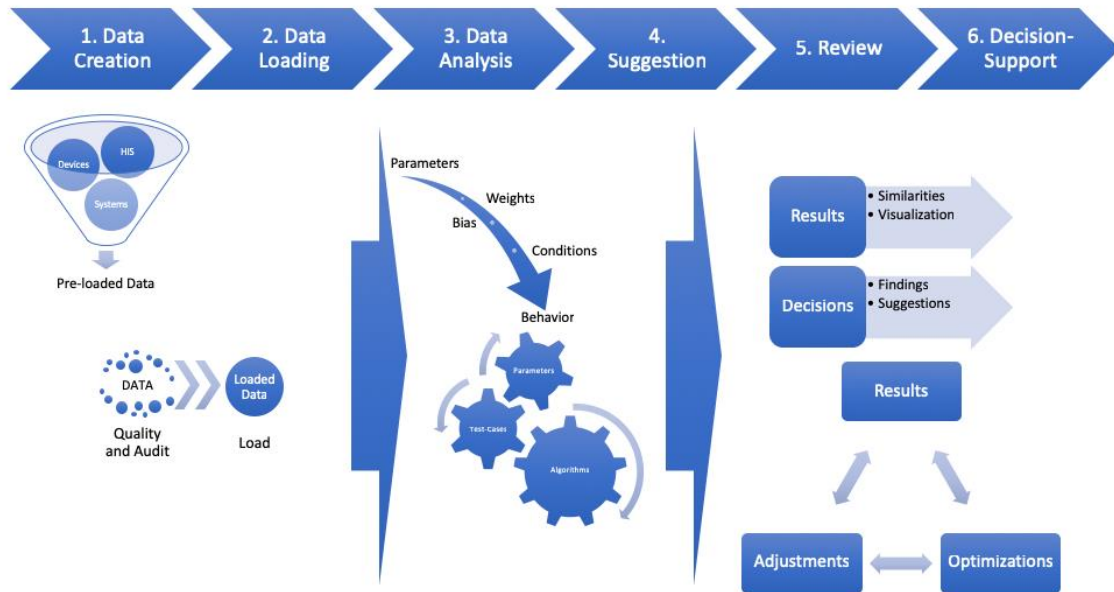 1. Data
Creation
2. Data
Loading
3. Data
Analysis
4.
Suggestion
5. Review
6. Decision-
Support
Devices
HIS
Systems
Pre-loaded Data
DATA
Quality
and Audit
Loaded
Data
Load
Parameters
Weights
Bias
Conditions
Behavior
Parameters
Test-Cases
Algorithms
Results
• Similarities
• Visualization
Decisions
• Findings
• Suggestions
Results
Adjustments
Optimizations